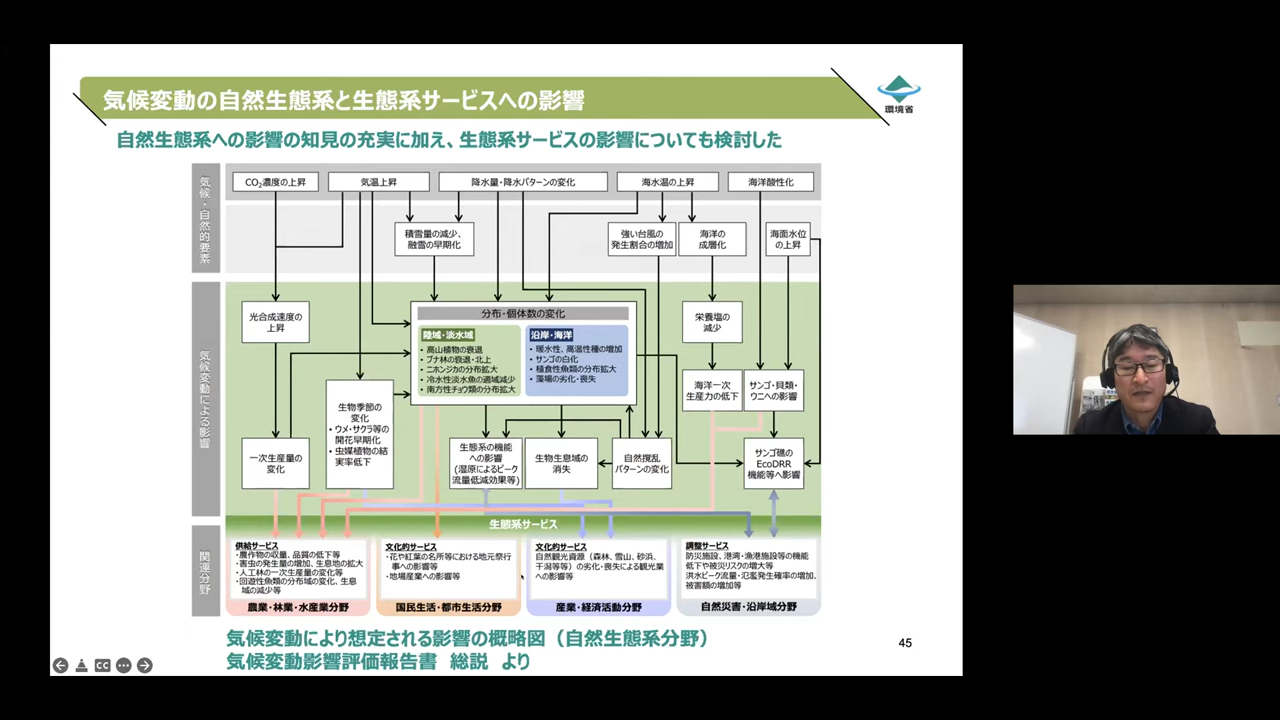 気候変動の自然生態系と生態系サービスへの影響
環境省
自然生態系への影響の知見の充実に加え、生態系サービスの影響についても検討した
気候・自然的要素
CO2濃度の上昇
気温上昇
降水量・降水パターンの変化
海水温の上昇
海洋酸性化
積雪量の減少、
融雪の早期化
強い台風の
発生割合の増加
海洋の
成層化
海面水位
の上昇
気候変動による影響
光合成速度の
上昇
分布・個体数の変化
陸域・淡水域
・高山植物の衰退
・ブナ林の衰退・北上
・ニホンジカの分布拡大
・冷水性淡水魚の適域減少
・南方性チョウ類の分布拡大
沿岸・海洋
・暖水性、高温性種の増加
・サンゴの白化
・植食性魚類の分布拡大
・藻場の劣化・喪失
栄養塩の
減少
生物季節の
変化
・ウメ・サクラ等の
開花早期化
・虫媒植物の結
実率低下
海洋一次
生産力の低下
サンゴ・貝類・
ウニへの影響
一次生産量の
変化
生態系の機能
への影響
(湿原によるピーク
流量低減効果等)
生物生息域の
消失
自然撹乱
パターンの変化
サンゴ礁の
EcoDRR
機能等へ影響
生態系サービス
関連分野
供給サービス
・農作物の収量、品質の低下等
・害虫の発生量の増加、生息地の拡大
・人工林の一次生産量の変化等
・回遊性魚類の分布域の変化、生息
域の減少等
農業・林業・水産業分野
文化的サービス
・花や紅葉の名所等における地元祭行
事への影響等
・地場産業への影響等
国民生活・都市生活分野
文化的サービス
自然観光資源（森林、雪山、砂浜、
干潟等等）の劣化・喪失による観光業
への影響等
産業・経済活動分野
調整サービス
防災施設、港湾・漁港施設等の機能
低下や被災リスクの増大等
洪水ピーク流量・氾濫発生確率の増加、
被害額の増加等
自然災害・沿岸域分野
気候変動により想定される影響の概略図（自然生態系分野）
気候変動影響評価報告書 総説 より
45
CC